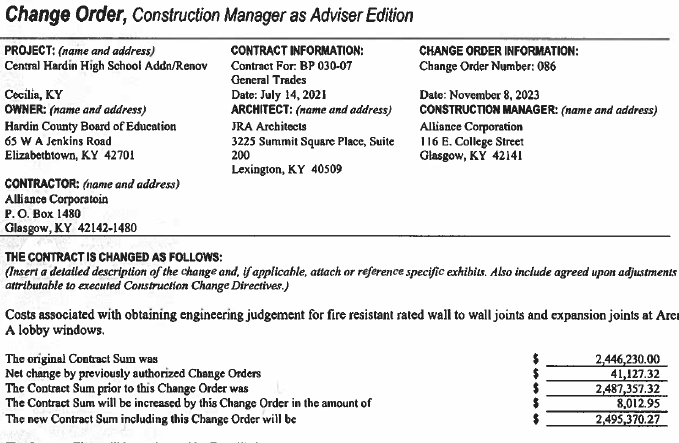 Change Order, Construction Manager as Adviser Edition
PROJECT: (name and address)
Central Hardin High School Addn/Renov
Cecilia, KY
OWNER: (name and address)
Hardin County Board of Education
65 W A Jenkins Road
Elizabethtown, KY 42701
CONTRACTOR: (name and address)
Alliance Corporatoin
P. O. Box 1480
Glasgow, KY 42142-1480
CONTRACT INFORMATION:
Contract For: BP 030-07
General Trades
Date: July 14, 2021
ARCHITECT: (name and address)
JRA Architects
3225 Summit Square Place, Suite
200
Lexington, KY 40509
CHANGE ORDER INFORMATION:
Change Order Number: 086
Date: November 8, 2023
CONSTRUCTION MANAGER: (name and address)
Alliance Corporation
116 E. College Street
Glasgow, KY 42141
THE CONTRACT IS CHANGED AS FOLLOWS:
(Insert a detailed description of the change and, if applicable, attach or reference specific exhibits. Also include agreed upon adjustments
attributable to executed Construction Change Directives.)
Costs associated with obtaining engineering judgement for fire resistant rated wall to wall joints and expansion joints at
A lobby windows.
The original Contract Sum was $ 2,446,230.00
Net change by previously authorized Change Orders $ 41,127.32
The Contract Sum prior to this Change Order was $ 2,487,357.32
The Contract Sum will be increased by this Change Order in the amount of $ 8,012.95
The new Contract Sum including this Change Order will be $ 2,495,370.27